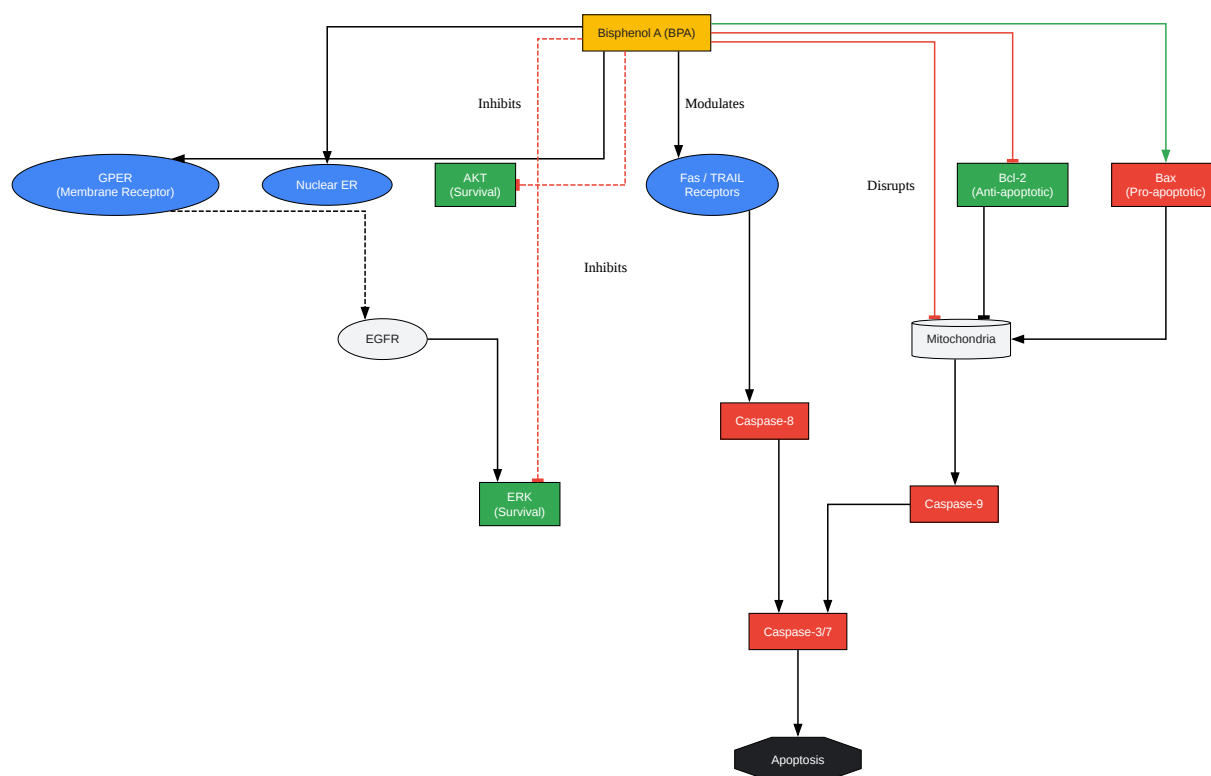 Bisphenol A (BPA)
Inhibits
Modulates
GPER
(Membrane Receptor)
Nuclear ER
AKT
(Survival)
Fas / TRAIL
Receptors
Disrupts
Bcl-2
(Anti-apoptotic)
Bax
(Pro-apoptotic)
Inhibits
EGFR
Mitochondria
Caspase-8
ERK
(Survival)
Caspase-9
Caspase-3/7
Apoptosis